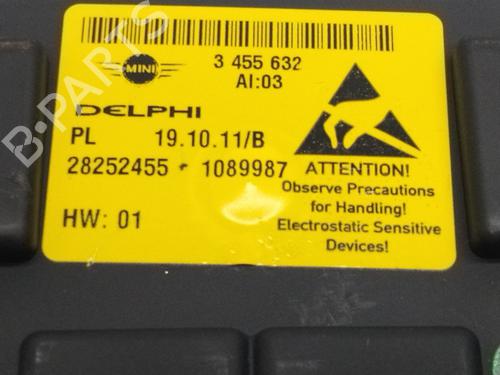 MINI
3 455 632
AI:03
DELPHI
PL 19.10.11/B
28252455 - 1089987
HW: 01
ATTENTION!
Observe Precautions
for Handling!
Electrostatic Sensitive
Devices!
B-PARTS